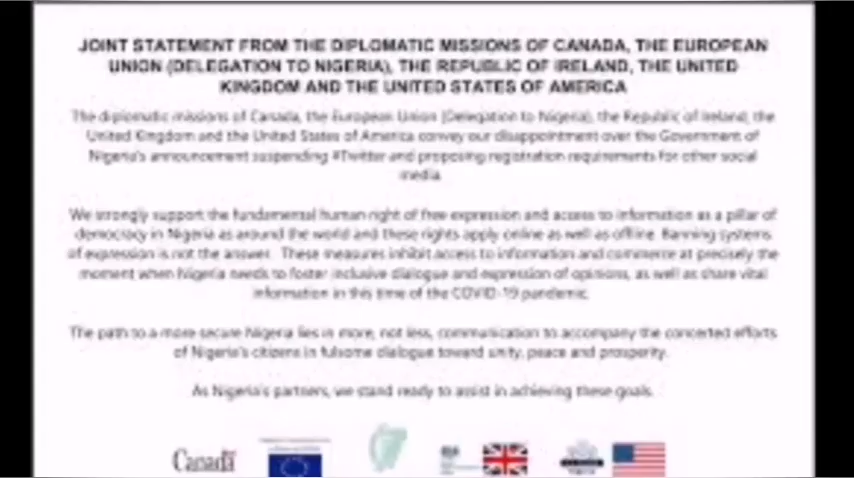 JOINT STATEMENT FROM THE DIPLOMATIC MISSIONS OF CANADA, THE EUROPEAN
UNION (DELEGATION TO NIGERIA), THE REPUBLIC OF IRELAND, THE UNITED
KINGDOM AND THE UNITED STATES OF AMERICA
The diplomatic missions of Canada, the European Union (Delegation to Nigeria), the Republic of Ireland, the
United Kingdom and the United States of America convey our disappointment over the Government of
Nigeria's announcement suspending #Twitter and proposing registration requirements for other social
media.
We strongly support the fundamental human right of free expression and access to information as a pillar of
democracy in Nigeria as around the world and these rights apply online as well as offline. Banning systems
of expression is not the answer. These measures inhibit access to information and commerce at precisely the
moment when Nigeria needs to foster inclusive dialogue and expression of opinions, as well as share vital
information in this time of the COVID-19 pandemic.
The path to a more secure Nigeria lies in more, not less, communication to accompany the concerted efforts
of Nigeria's citizens in fulsome dialogue toward unity, peace and prosperity.
As Nigeria's partners, we stand ready to assist in achieving these goals.
Canada